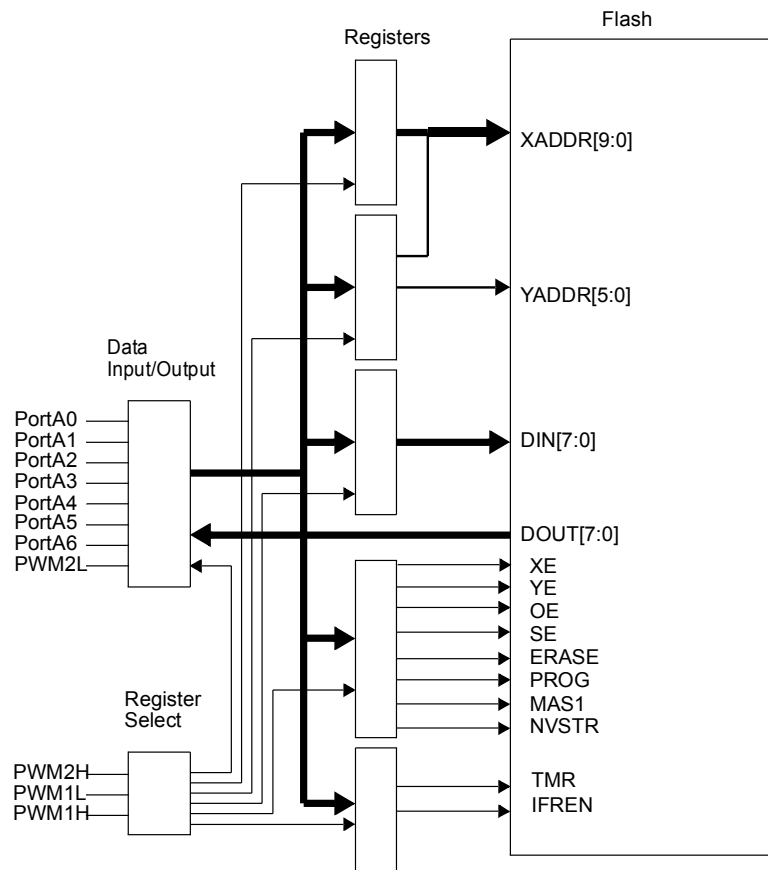 Flash
Registers
XADDR[9:0]
YADDR[5:0]
Data
Input/Output
PortA0
PortA1
PortA2
PortA3
PortA4
PortA5
PortA6
PWM2L
DIN[7:0]
DOUT[7:0]
XE
YE
OE
SE
ERASE
PROG
MAS1
NVSTR
Register
Select
PWM2H
PWM1L
PWM1H
TMR
IFREN